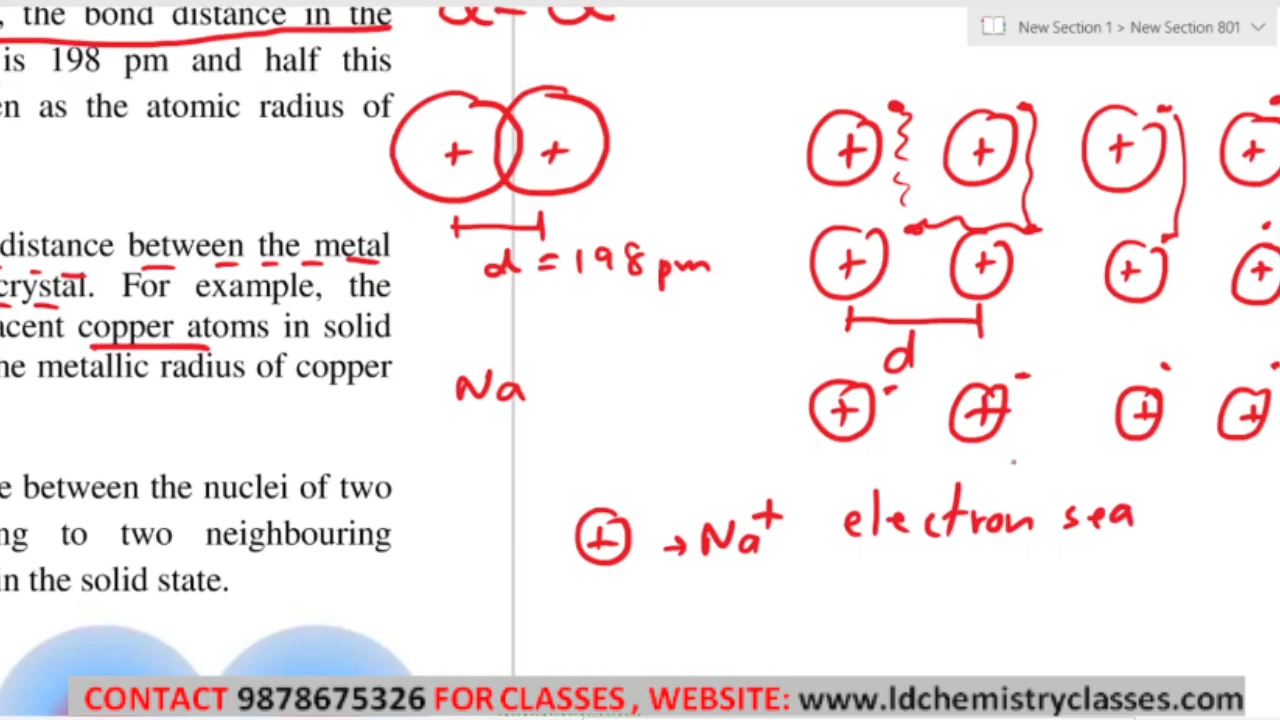 , the bond distance in the
is 198 pm and half this
en as the atomic radius of
distance between the metal
crystal. For example, the
acent copper atoms in solid
he metallic radius of copper
e between the nuclei of two
ng to two neighbouring
in the solid state.
New Section 1 > New Section 801
+ +
d = 198 pm
Na
+ + + +
+ + + +
d
+ + + +
+ → Na+ electron sea
CONTACT 9878675326 FOR CLASSES , WEBSITE: www.ldchemistryclasses.com